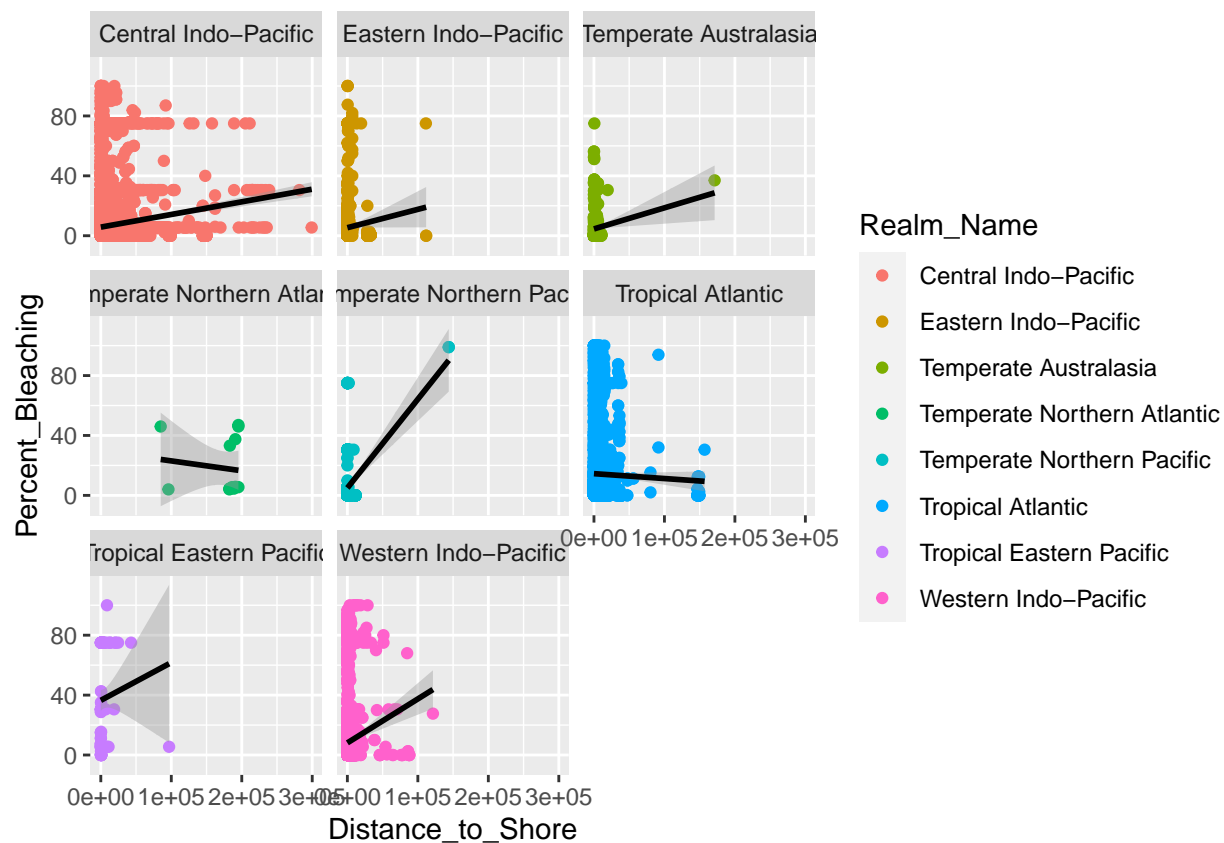 Central Indo−Pacific
Eastern Indo−Pacific
Temperate Australasia
80
40
0
mperate Northern Atlan
mperate Northern Pac
Tropical Atlantic
80
40
0
0e+00 1e+05 2e+05 3e+05
Tropical Eastern Pacific
Western Indo−Pacific
80
40
0
0e+00 1e+05 2e+05 3e+05
0e+00 1e+05 2e+05 3e+05
Distance_to_Shore
Percent_Bleaching
Realm_Name
Central Indo−Pacific
Eastern Indo−Pacific
Temperate Australasia
Temperate Northern Atlantic
Temperate Northern Pacific
Tropical Atlantic
Tropical Eastern Pacific
Western Indo−Pacific